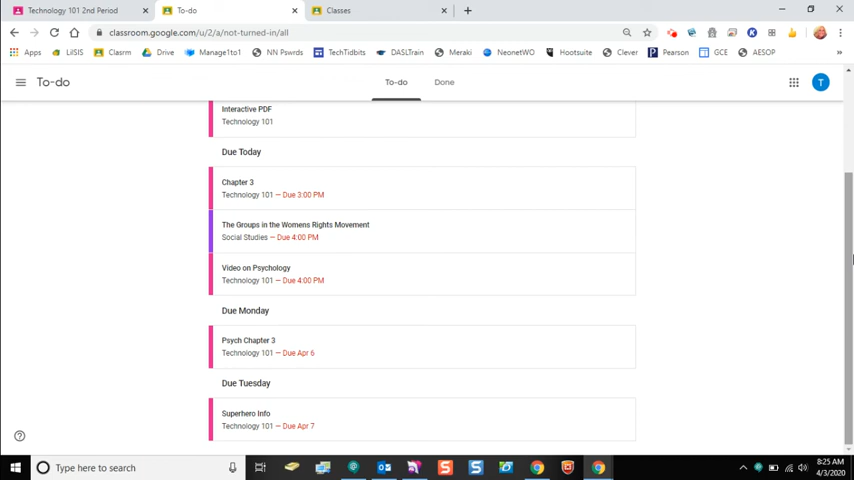 Technology 101 2nd Period
To-do
Classes
classroom.google.com/u/2/a/not-turned-in/all
Apps
LiISIS
Clasrm
Drive
Manage1to1
NN Pswrds
TechTidbits
DASLTrain
Meraki
NeonetWO
Hootsuite
Clever
Pearson
GCE
AESOP
To-do
To-do
Done
T
Interactive PDF
Technology 101
Due Today
Chapter 3
Technology 101 — Due 3:00 PM
The Groups in the Womens Rights Movement
Social Studies — Due 4:00 PM
Video on Psychology
Technology 101 — Due 4:00 PM
Due Monday
Psych Chapter 3
Technology 101 — Due Apr 6
Due Tuesday
Superhero Info
Technology 101 — Due Apr 7
Type here to search
8:25 AM
4/3/2020